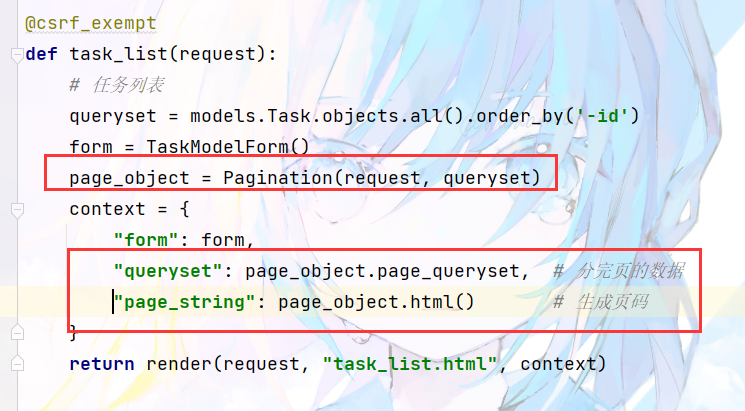 @csrf_exempt
def task_list(request):
# 任务列表
queryset = models.Task.objects.all().order_by('-id')
form = TaskModelForm()
page_object = Pagination(request, queryset)
context = {
"form": form,
"queryset": page_object.page_queryset,  # 分完页的数据
"page_string": page_object.html()  # 生成页码
}
return render(request, "task_list.html", context)